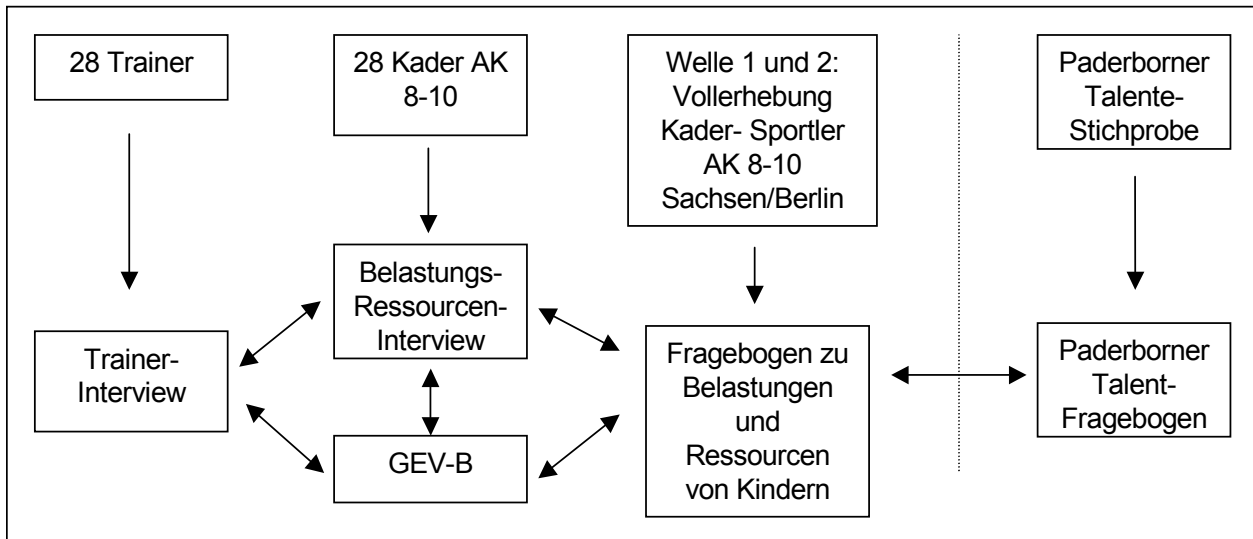 28 Trainer
28 Kader AK
8-10
Welle 1 und 2:
Vollerhebung
Kader- Sportler
AK 8-10
Sachsen/Berlin
Paderborner
Talente-
Stichprobe
Trainer-
Interview
Belastungs-
Ressourcen-
Interview
GEV-B
Fragebogen zu
Belastungen
und
Ressourcen
von Kindern
Paderborner
Talent-
Fragebogen